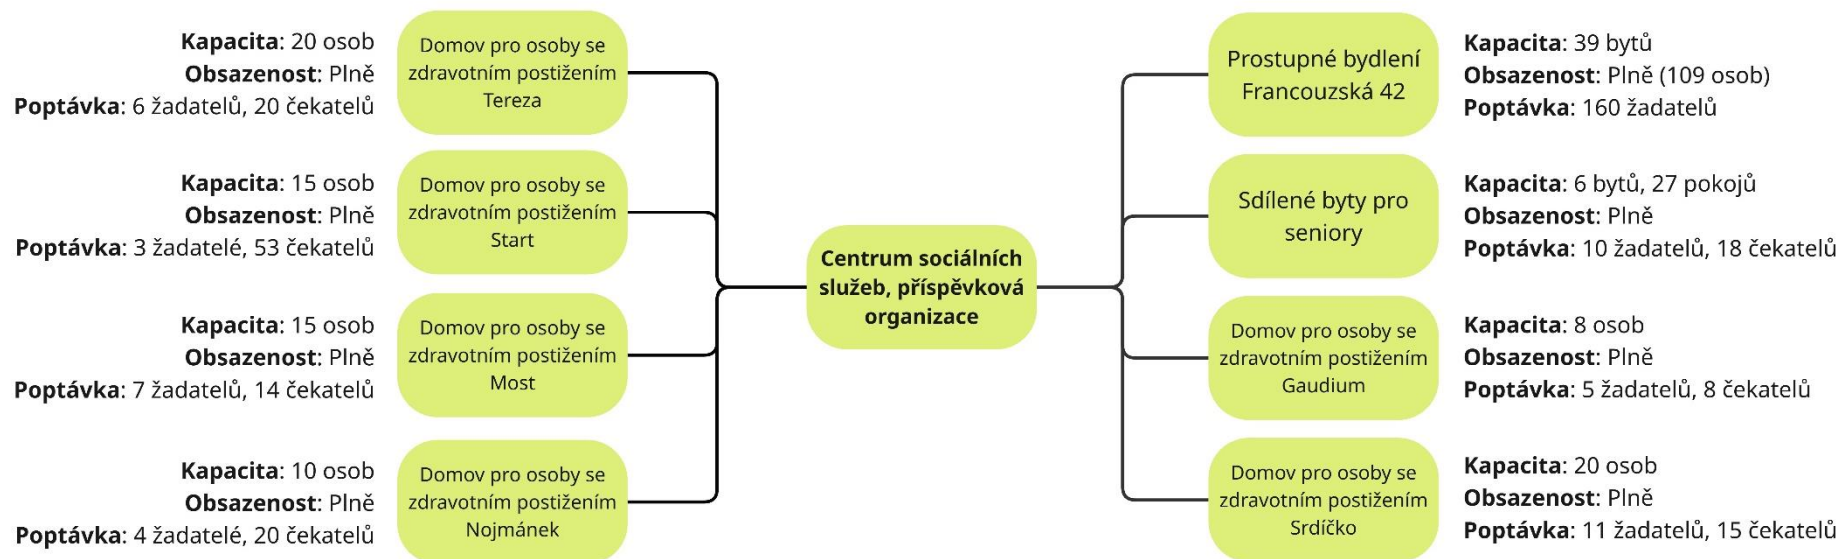 Kapacita: 20 osob
Obsazenost: Plně
Poptávka: 6 žadatelů, 20 čekatelů
Domov pro osoby se
zdravotním postižením
Tereza
Kapacita: 15 osob
Obsazenost: Plně
Poptávka: 3 žadatelé, 53 čekatelů
Domov pro osoby se
zdravotním postižením
Start
Kapacita: 15 osob
Obsazenost: Plně
Poptávka: 7 žadatelů, 14 čekatelů
Domov pro osoby se
zdravotním postižením
Most
Kapacita: 10 osob
Obsazenost: Plně
Poptávka: 4 žadatelé, 20 čekatelů
Domov pro osoby se
zdravotním postižením
Nojmánek
Centrum sociálních
služeb, příspěvková
organizace
Prostupné bydlení
Francouzská 42
Kapacita: 39 bytů
Obsazenost: Plně (109 osob)
Poptávka: 160 žadatelů
Sdílené byty pro
seniory
Kapacita: 6 bytů, 27 pokojů
Obsazenost: Plně
Poptávka: 10 žadatelů, 18 čekatelů
Domov pro osoby se
zdravotním postižením
Gaudium
Kapacita: 8 osob
Obsazenost: Plně
Poptávka: 5 žadatelů, 8 čekatelů
Domov pro osoby se
zdravotním postižením
Srdíčko
Kapacita: 20 osob
Obsazenost: Plně
Poptávka: 11 žadatelů, 15 čekatelů